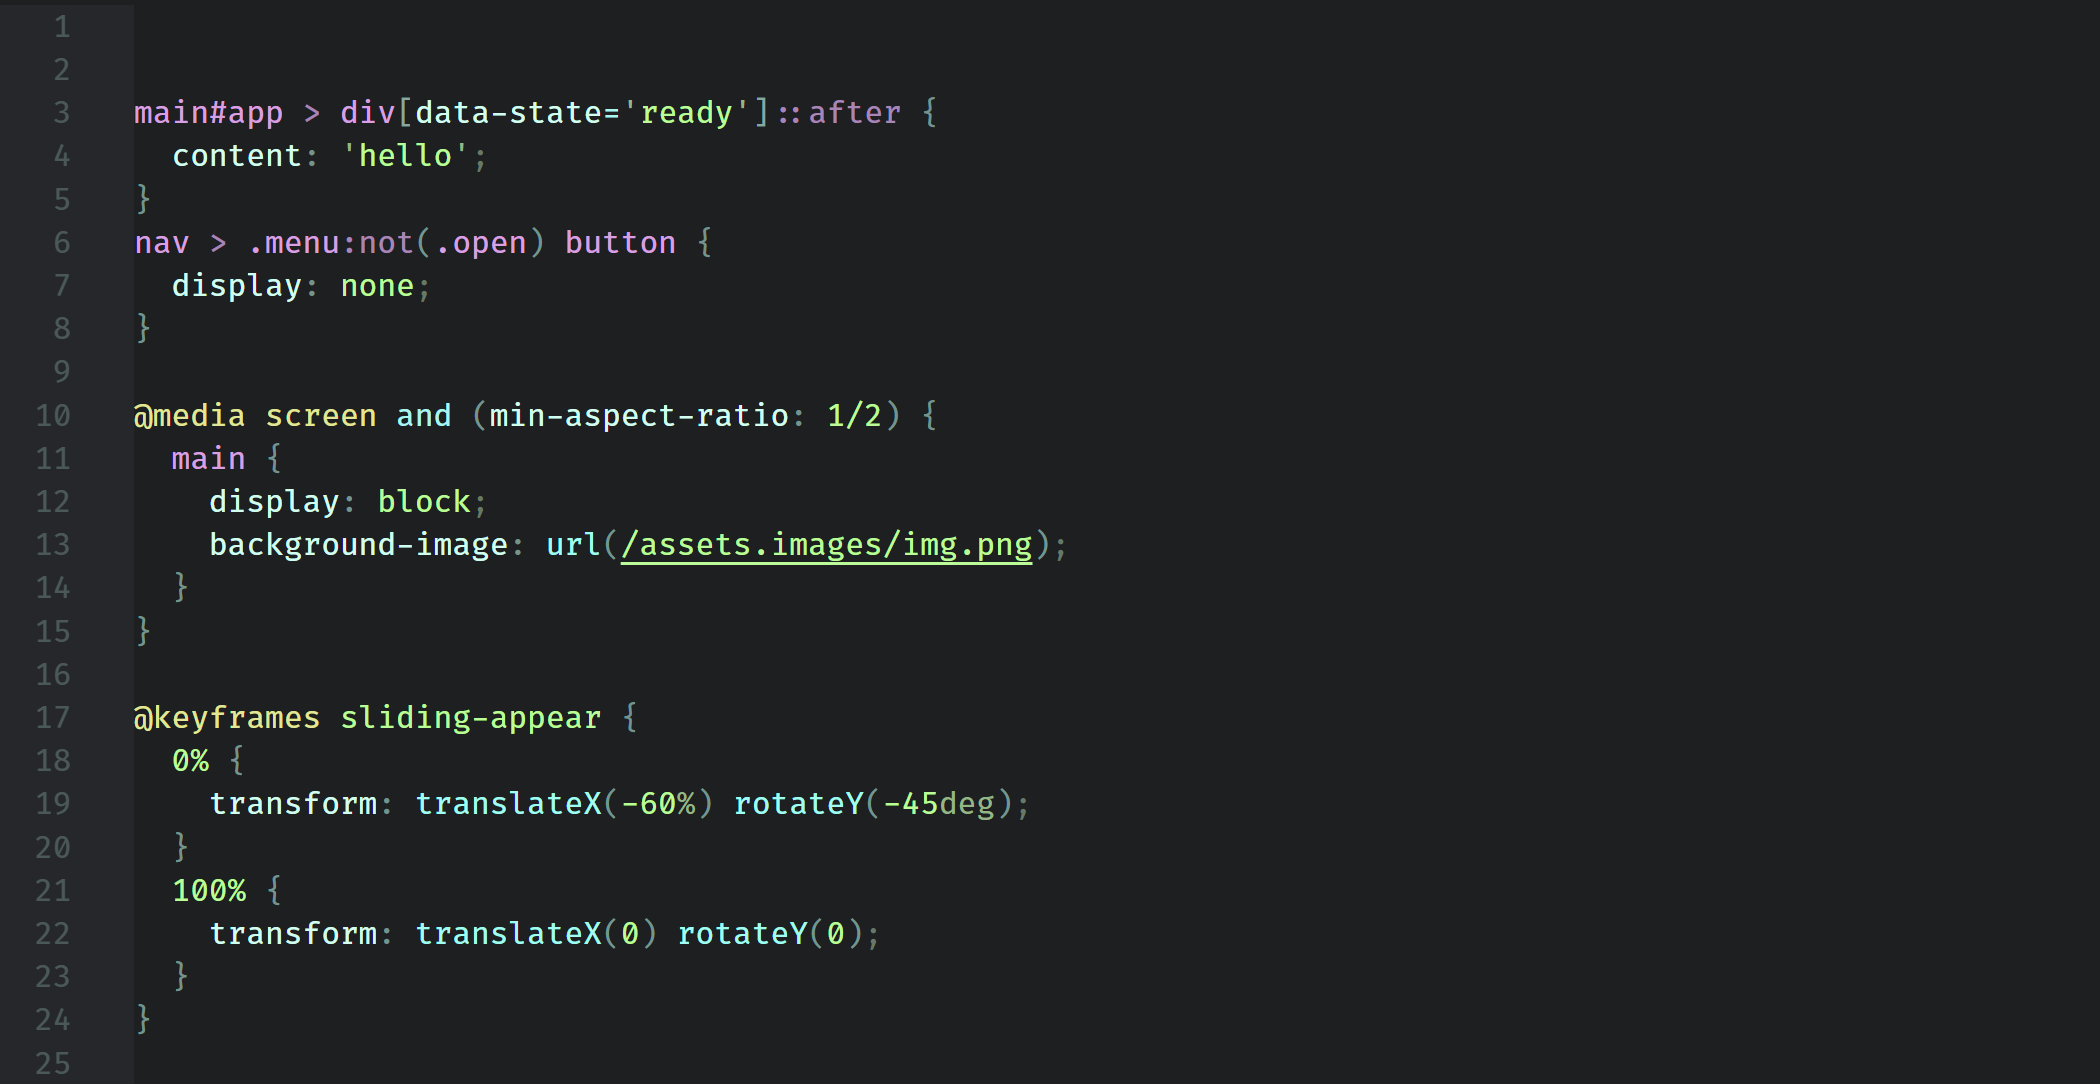 1
2
3 main#app > div[data-state='ready']::after {
4   content: 'hello';
5 }
6 nav > .menu:not(.open) button {
7   display: none;
8 }
9
10 @media screen and (min-aspect-ratio: 1/2) {
11   main {
12     display: block;
13     background-image: url(/assets.images/img.png);
14   }
15 }
16
17 @keyframes sliding-appear {
18   0% {
19     transform: translateX(-60%) rotateY(-45deg);
20   }
21   100% {
22     transform: translateX(0) rotateY(0);
23   }
24 }
25